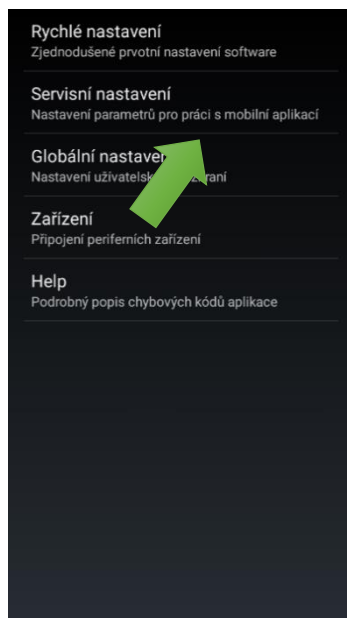 Rychlé nastavení
Zjednodušené prvotní nastavení software
Servisní nastavení
Nastavení parametrů pro práci s mobilní aplikací
Globální
Nastavení
Zařízení
Připojení periferních zařízení
Help
Podrobný popis chybových kódů aplikace